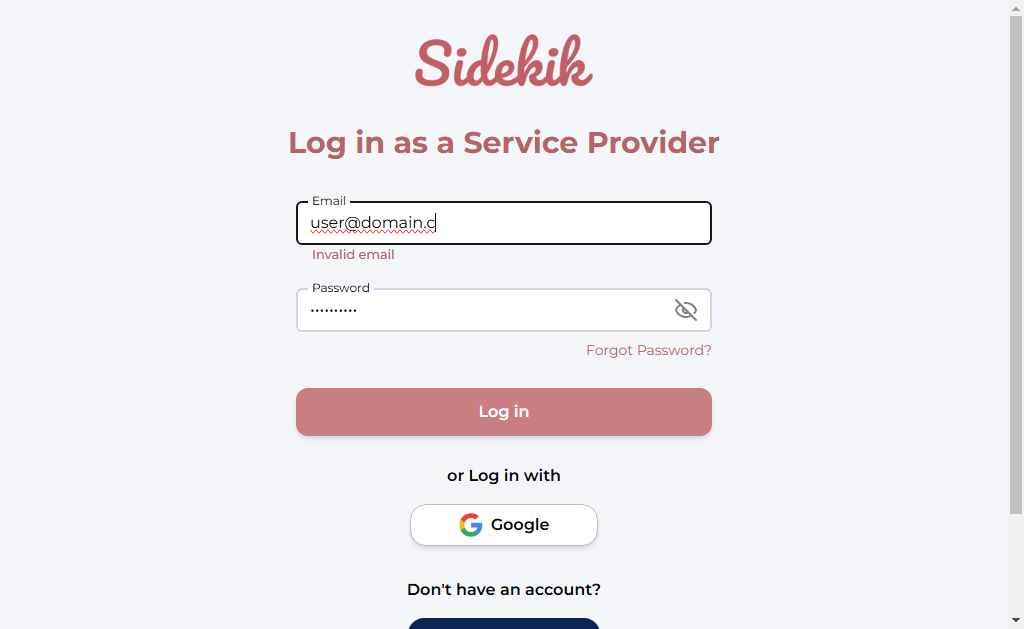 Sidekik
Log in as a Service Provider
Email
user@domain.c
Invalid email
Password
••••••••••
Forgot Password?
Log in
or Log in with
Google
Don't have an account?